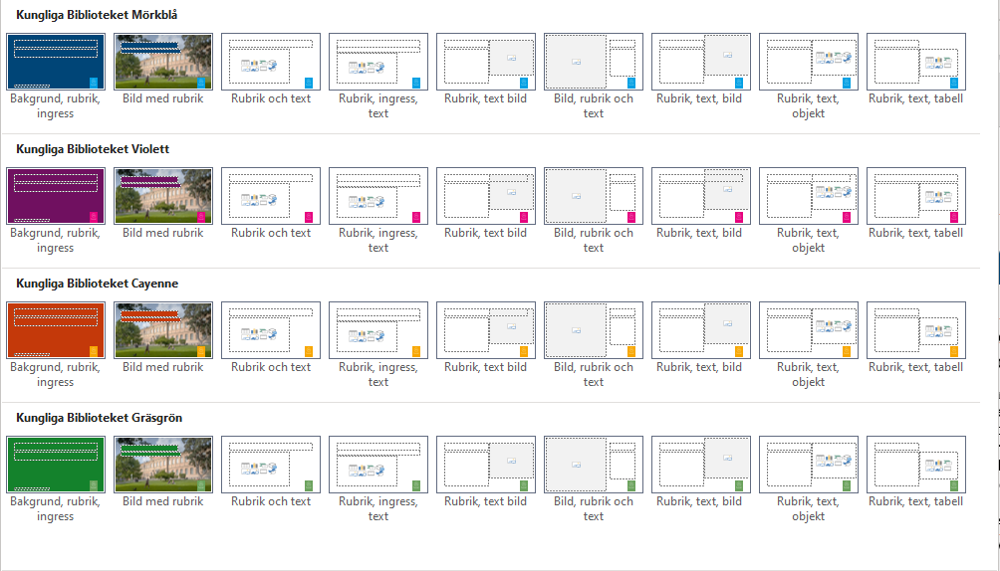 Kungliga Biblioteket Mörkblå
Bakgrund, rubrik,
ingress
Bild med rubrik
Rubrik och text
Rubrik, ingress,
text
Rubrik, text bild
Bild, rubrik och
text
Rubrik, text, bild
Rubrik, text,
objekt
Rubrik, text, tabell
Kungliga Biblioteket Violett
Bakgrund, rubrik,
ingress
Bild med rubrik
Rubrik och text
Rubrik, ingress,
text
Rubrik, text bild
Bild, rubrik och
text
Rubrik, text, bild
Rubrik, text,
objekt
Rubrik, text, tabell
Kungliga Biblioteket Cayenne
Bakgrund, rubrik,
ingress
Bild med rubrik
Rubrik och text
Rubrik, ingress,
text
Rubrik, text bild
Bild, rubrik och
text
Rubrik, text, bild
Rubrik, text,
objekt
Rubrik, text, tabell
Kungliga Biblioteket Gräsgrön
Bakgrund, rubrik,
ingress
Bild med rubrik
Rubrik och text
Rubrik, ingress,
text
Rubrik, text bild
Bild, rubrik och
text
Rubrik, text, bild
Rubrik, text,
objekt
Rubrik, text, tabell